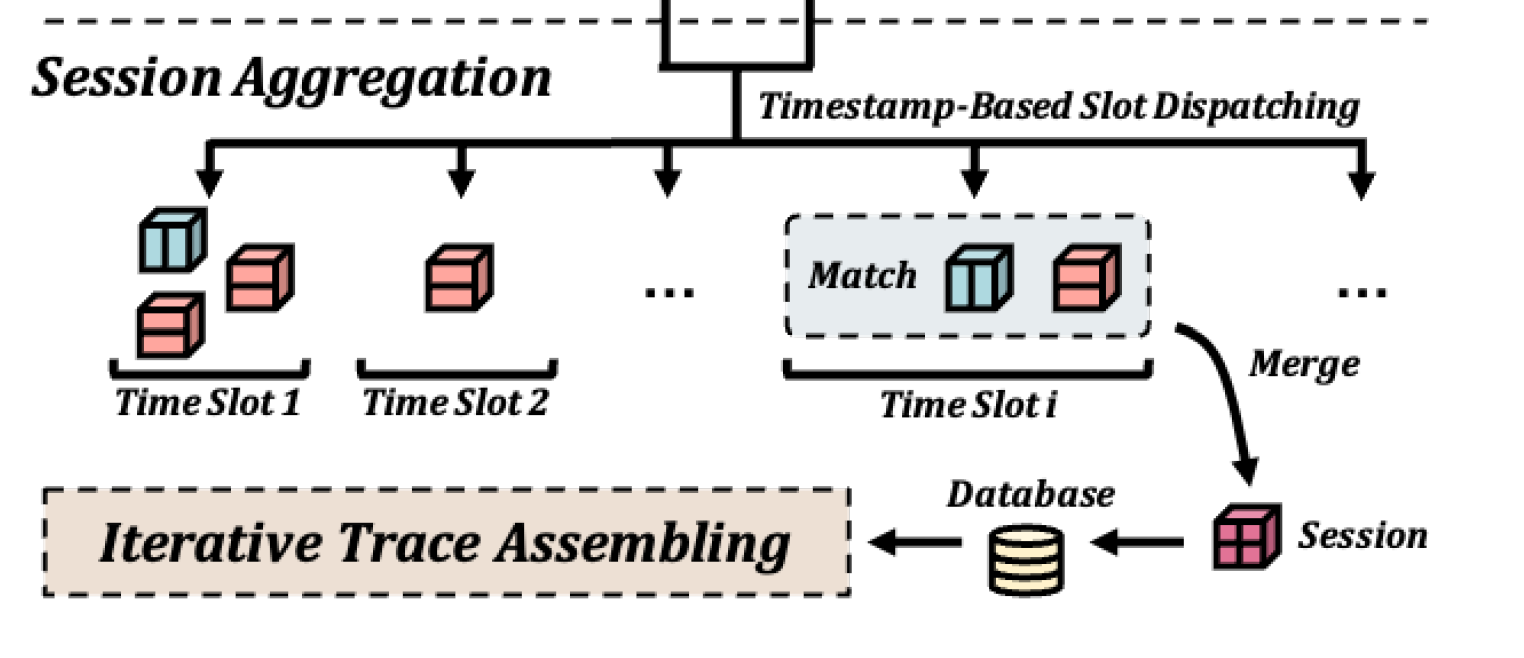 Session Aggregation
Timestamp-Based Slot Dispatching
...
Match
...
Time Slot 1
Time Slot 2
Time Slot i
Merge
Database
Session
Iterative Trace Assembling